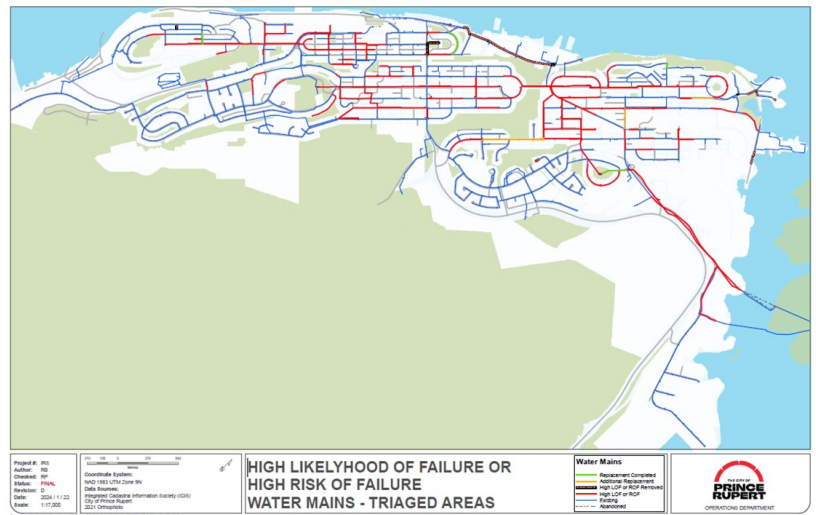 Project #: IRIS
Author: RB
Checked: RP
Status: FINAL
Revision: D
Date: 2024 / 1 / 22
Scale: 1:17,000
Meters
Coordinate System:
NAD 1983 UTM Zone 9N
Data Sources:
Integrated Cadastral Information Society (ICIS)
City of Prince Rupert
2021 Orthophoto
HIGH LIKELYHOOD OF FAILURE OR
HIGH RISK OF FAILURE
WATER MAINS - TRIAGED AREAS
Water Mains
Replacement Completed
Additional Replacement
High LOF or ROF Removed
High LOF or ROF
Existing
Abandoned
THE CITY OF
PRINCE
RUPERT
OPERATIONS DEPARTMENT